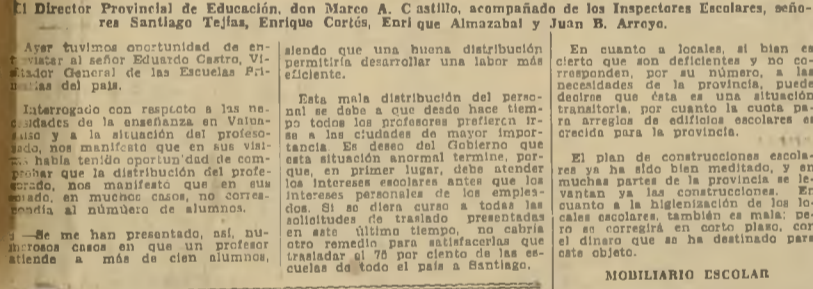 El Director Provincial de Educación, don Marco A. Castillo, acompañado de los Inspectores Escolares, seño-
res Santiago Tejías, Enrique Cortés, Enrique Almazabal y Juan B. Arroyo.
Ayer tuvimos oportunidad de en-
trevistar al señor Eduardo Castro, Vi-
sitador General de las Escuelas Pri-
marias del país.
Interrogado con respecto a las ne-
cesidades de la enseñanza en Valpa-
raíso y a la situación del profeso-
rado, nos manifestó que en sus visi-
tas había tenido oportun'dad de com-
probar que la distribución del profe-
sorado, nos manifestó que en sus
en muchos casos, no corres-
pondía al número de alumnos.
—Se me han presentado, así, nu-
merosos casos en que un profesor
atiende a más de cien alumnos,
siendo que una buena distribución
permitiría desarrollar una labor más
eficiente.
Esta mala distribución del perso-
nal se debe a que desde hace tiem-
po todos los profesores prefieren ir-
se a las ciudades de mayor impor-
tancia. Es deseo del Gobierno que
esta situación anormal termine, por-
que, en primer lugar, debe atender
los intereses escolares antes que los
intereses personales de los emplea-
dos. Si se diera curso a todas las
solicitudes de traslado presentadas
en este último tiempo, no cabría
otro remedio para satisfacerlas que
trasladar el 75 por ciento de las es-
cuelas de todo el país a Santiago.
En cuanto a locales, si bien es
cierto que son deficientes y no co-
rresponden, por su número, a las
necesidades de la provincia, puede
decirse que ésta es una situación
transitoria, por cuanto la cuota pa-
ra arreglos de edificios escolares es
crecida para la provincia.
El plan de construcciones escola-
res ya ha sido bien meditado, y en
muchas partes de la provincia se le-
vantan ya las construcciones. En
cuanto a la higienización de los lo-
cales escolares, también es mala; pe-
ro se corregirá en corto plazo, con
el dinero que se ha destinado para
este objeto.
MOBILIARIO ESCOLAR